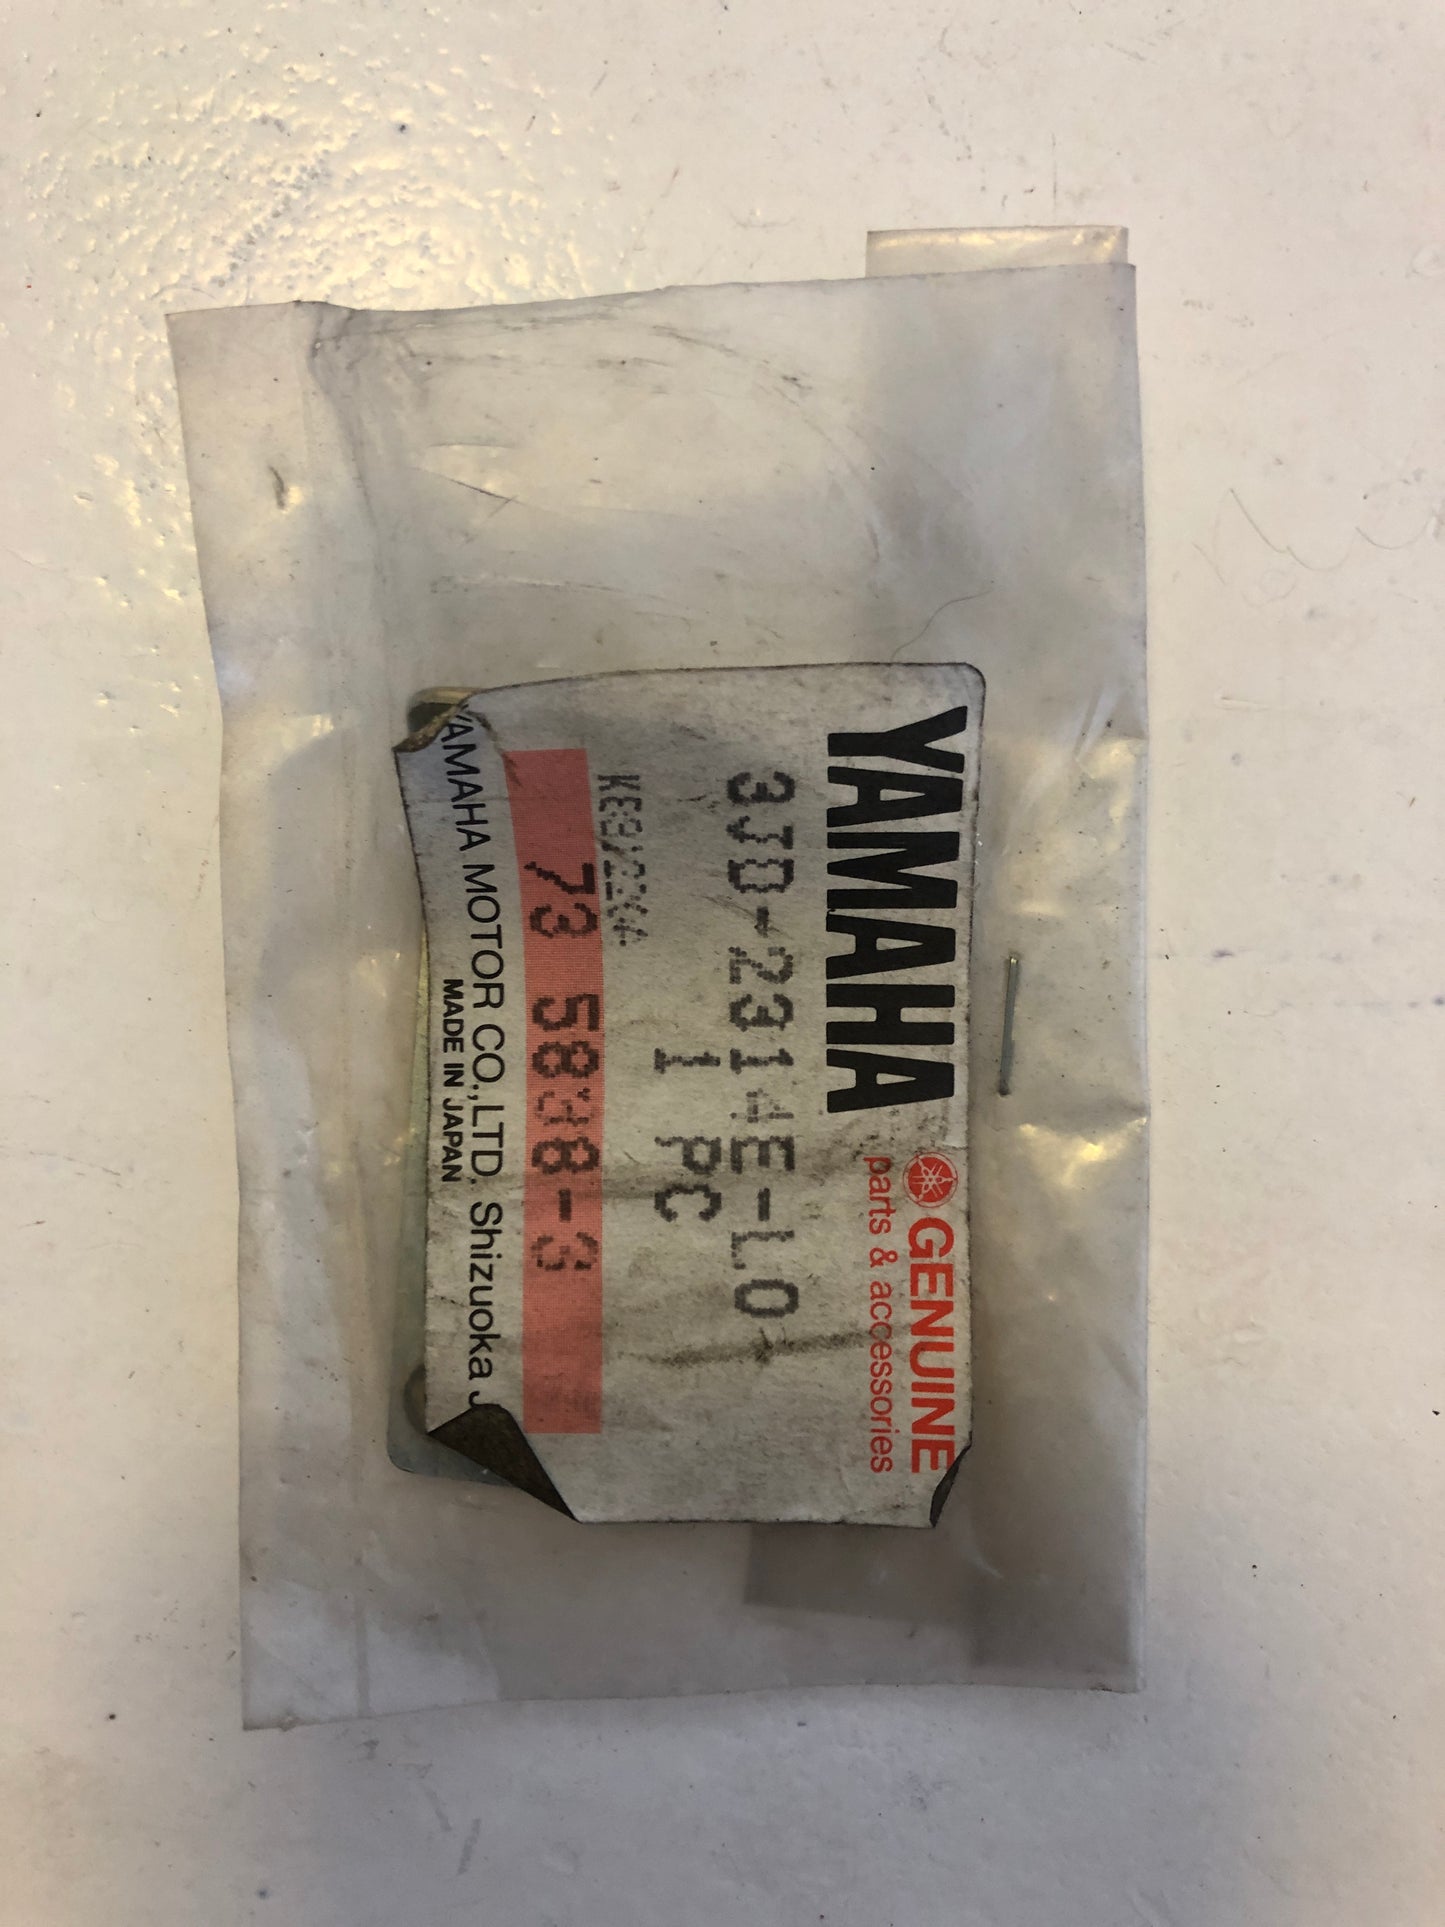 YAMAHA
GENUINE
parts & accessories
3JD-2314E-L0
1 PC
73 5838-3
YAMAHA MOTOR CO.,LTD. Shizuoka J
MADE IN JAPAN